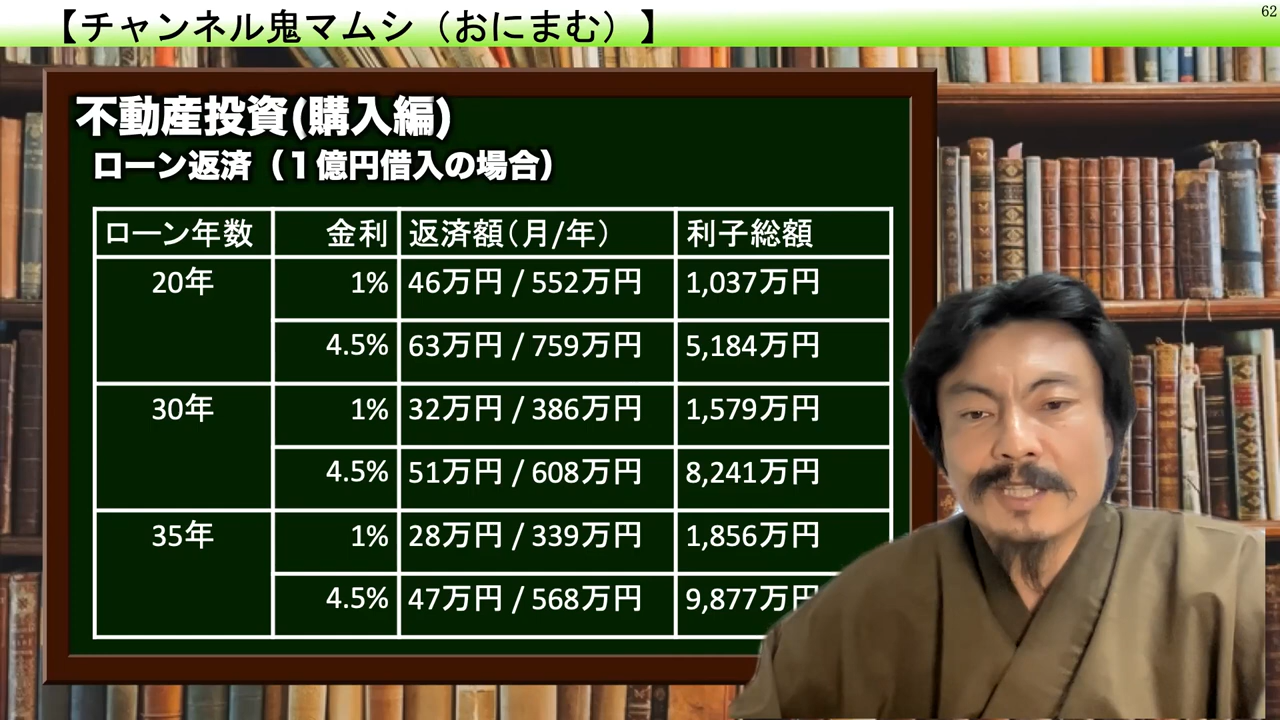 【チャンネル鬼マムシ（おにまむ）】
62
不動産投資(購入編)
ローン返済（１億円借入の場合）
ローン年数 金利 返済額（月/年） 利子総額
20年 1% 46万円 / 552万円 1,037万円
4.5% 63万円 / 759万円 5,184万円
30年 1% 32万円 / 386万円 1,579万円
4.5% 51万円 / 608万円 8,241万円
35年 1% 28万円 / 339万円 1,856万円
4.5% 47万円 / 568万円 9,877万円